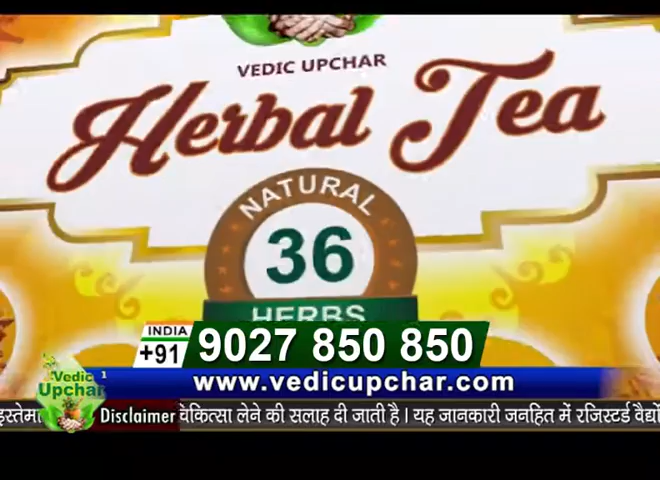 VEDIC UPCHAR
Herbal Tea
NATURAL
36
HERBS
INDIA
+91 9027 850 850
www.vedicupchar.com
Vedic
Upchar
Disclaimer चिकित्सा लेने की सलाह दी जाती है। यह जानकारी जनहित में रजिस्टर्ड